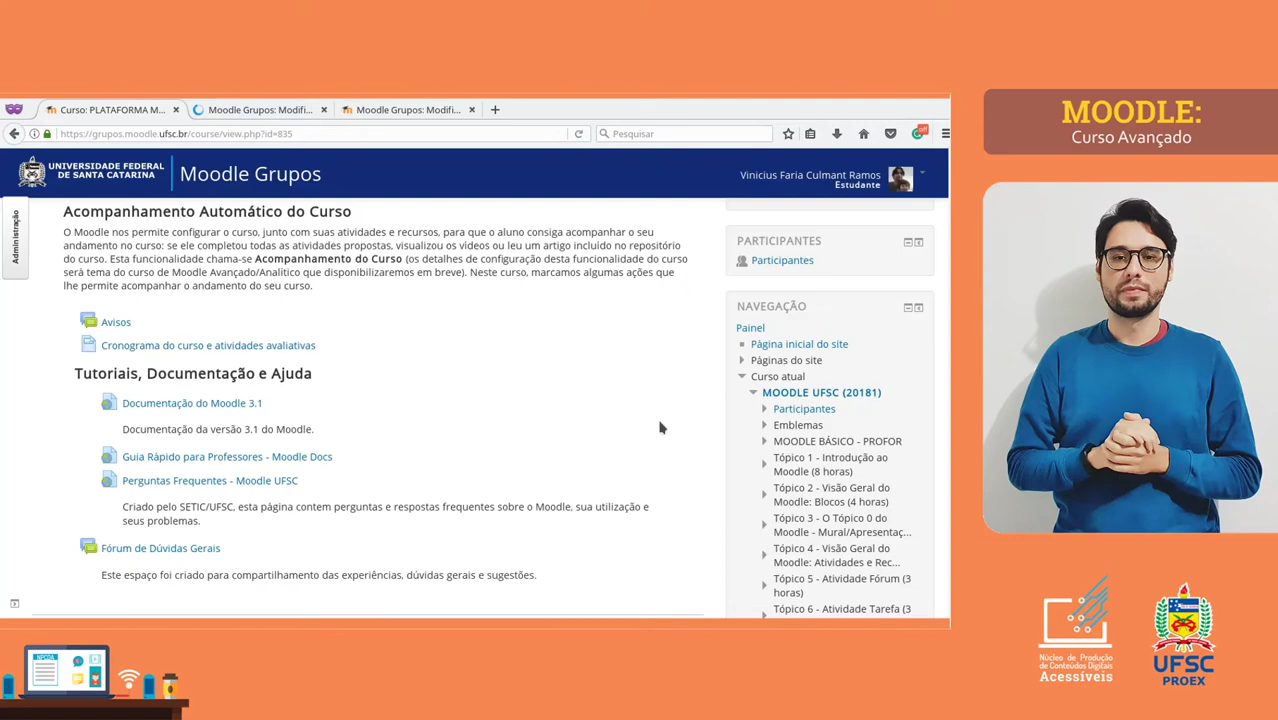 Curso: PLATAFORMA M...
Moodle Grupos: Modifi...
Moodle Grupos: Modifi...
https://grupos.moodle.ufsc.br/course/view.php?id=835
Pesquisar
off
UNIVERSIDADE FEDERAL
DE SANTA CATARINA
Moodle Grupos
Vinicius Faria Culmant Ramos
Estudante
Administração
Acompanhamento Automático do Curso
O Moodle nos permite configurar o curso, junto com suas atividades e recursos, para que o aluno consiga acompanhar o seu
andamento no curso: se ele completou todas as atividades propostas, visualizou os vídeos ou leu um artigo incluído no repositório
do curso. Esta funcionalidade chama-se Acompanhamento do Curso (os detalhes de configuração desta funcionalidade do curso
será tema do curso de Moodle Avançado/Analítico que disponibilizaremos em breve). Neste curso, marcamos algumas ações que
lhe permite acompanhar o andamento do seu curso.
Avisos
Cronograma do curso e atividades avaliativas
Tutoriais, Documentação e Ajuda
Documentação do Moodle 3.1
Documentação da versão 3.1 do Moodle.
Guia Rápido para Professores - Moodle Docs
Perguntas Frequentes - Moodle UFSC
Criado pelo SETIC/UFSC, esta página contem perguntas e respostas frequentes sobre o Moodle, sua utilização e
seus problemas.
Fórum de Dúvidas Gerais
Este espaço foi criado para compartilhamento das experiências, dúvidas gerais e sugestões.
PARTICIPANTES
Participantes
NAVEGAÇÃO
Painel
Página inicial do site
Páginas do site
Curso atual
MOODLE UFSC (20181)
Participantes
Emblemas
MOODLE BÁSICO - PROFOR
Tópico 1 - Introdução ao
Moodle (8 horas)
Tópico 2 - Visão Geral do
Moodle: Blocos (4 horas)
Tópico 3 - O Tópico 0 do
Moodle - Mural/Apresentaç...
Tópico 4 - Visão Geral do
Moodle: Atividades e Rec...
Tópico 5 - Atividade Fórum (3
horas)
Tópico 6 - Atividade Tarefa (3
MOODLE:
Curso Avançado
Núcleo de Produção
de Conteúdos Digitais
Acessíveis
UFSC
PROEX